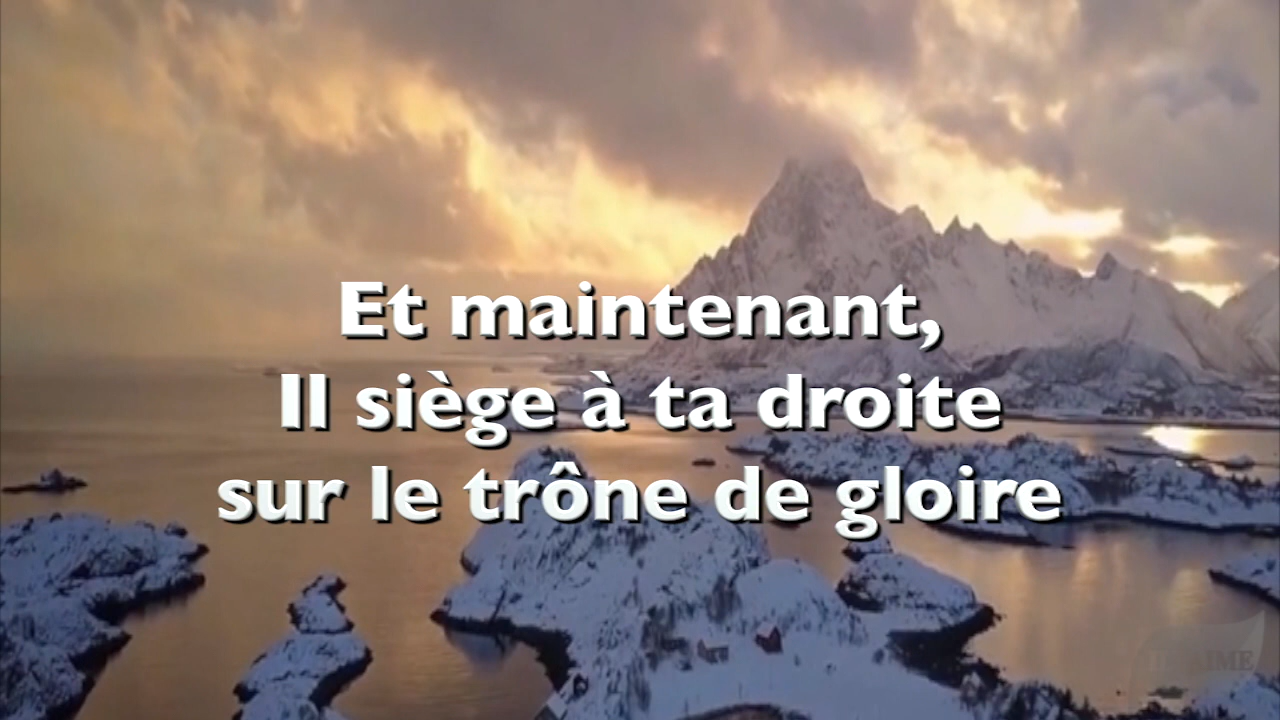 Et maintenant,
Il siège à ta droite
sur le trône de gloire